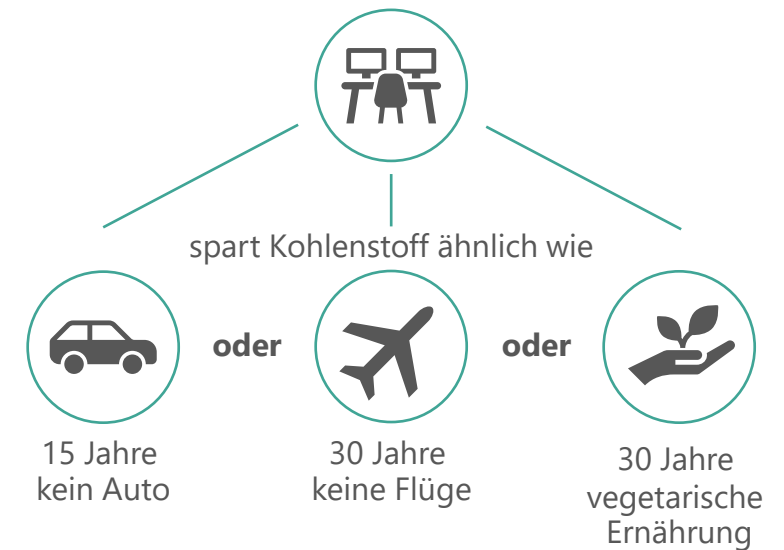 spart Kohlenstoff ähnlich wie
oder
oder
15 Jahre
kein Auto
30 Jahre
keine Flüge
30 Jahre
vegetarische
Ernährung